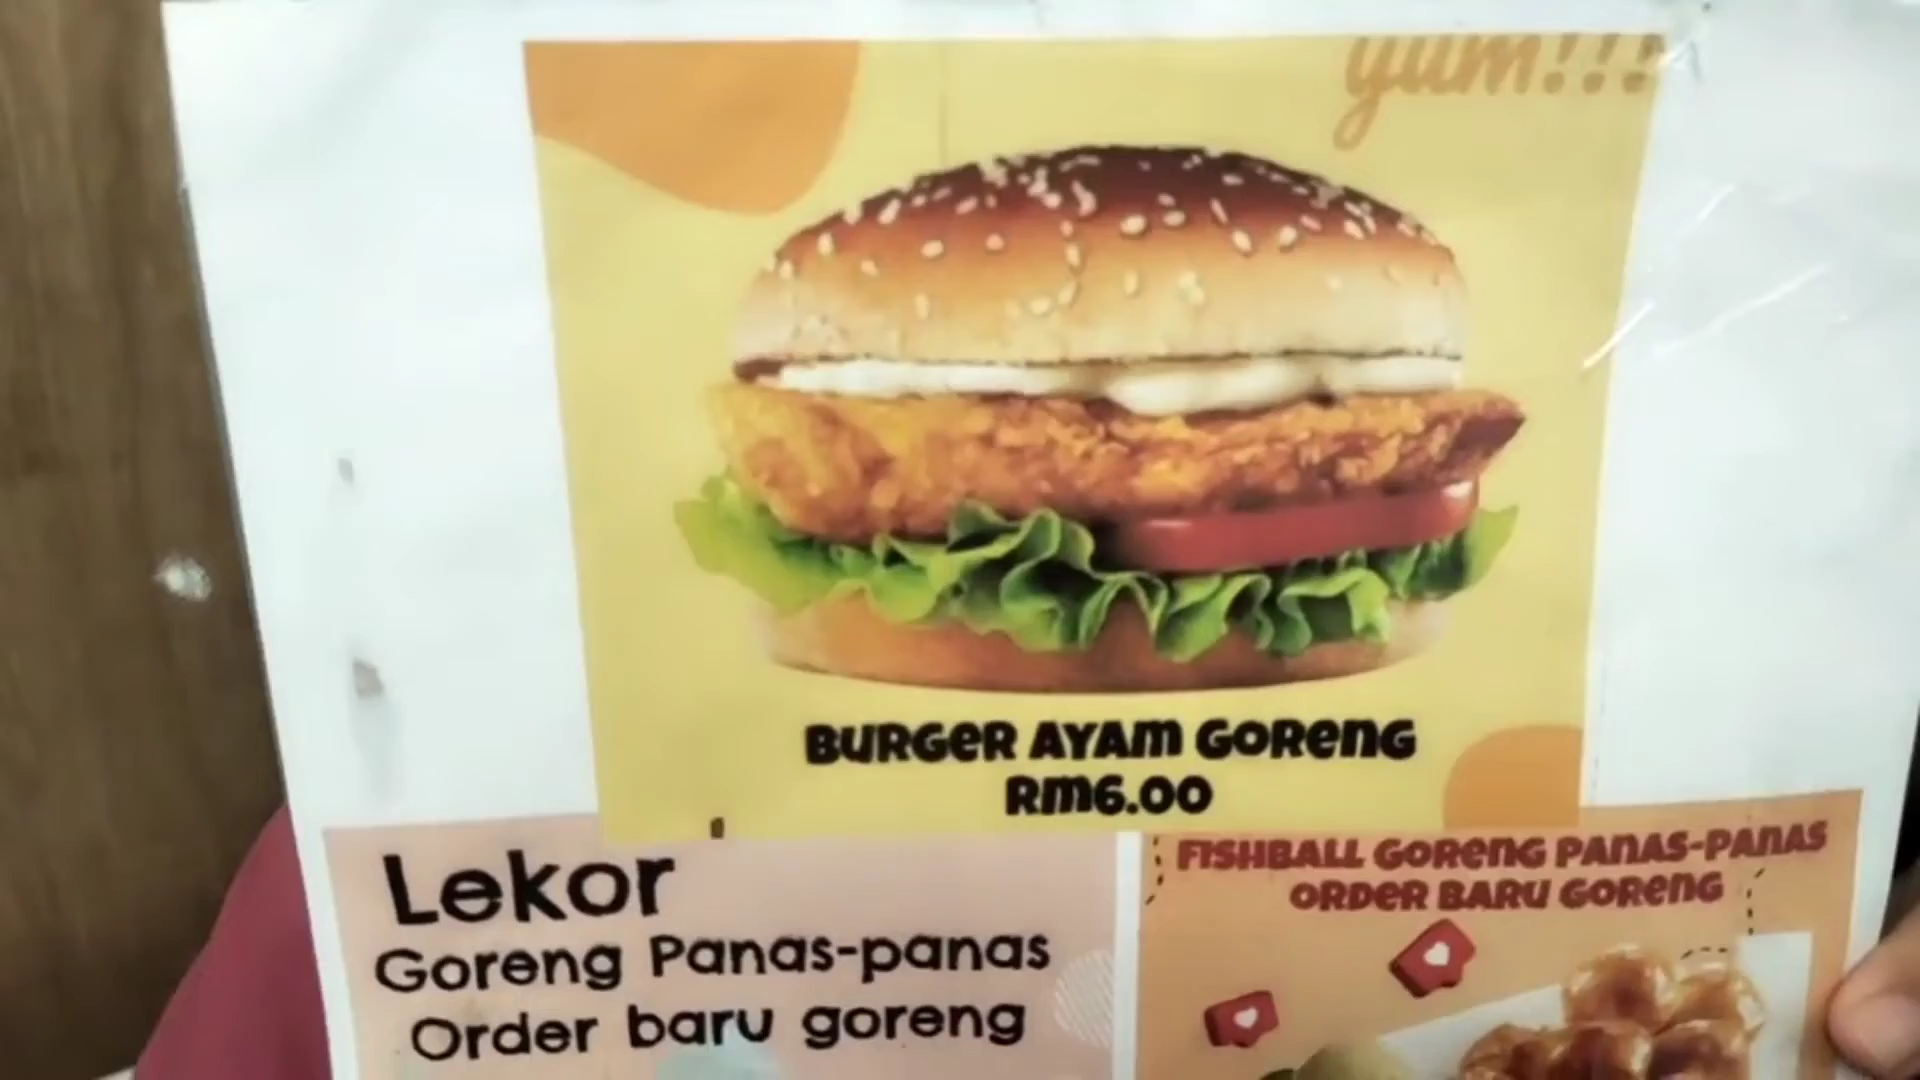 yum!!!
BURGER AYAM GORENG
RM6.00
Lekor
Goreng Panas-panas
Order baru goreng
FISHBALL GORENG PANAS-PANAS
ORDER BARU GORENG